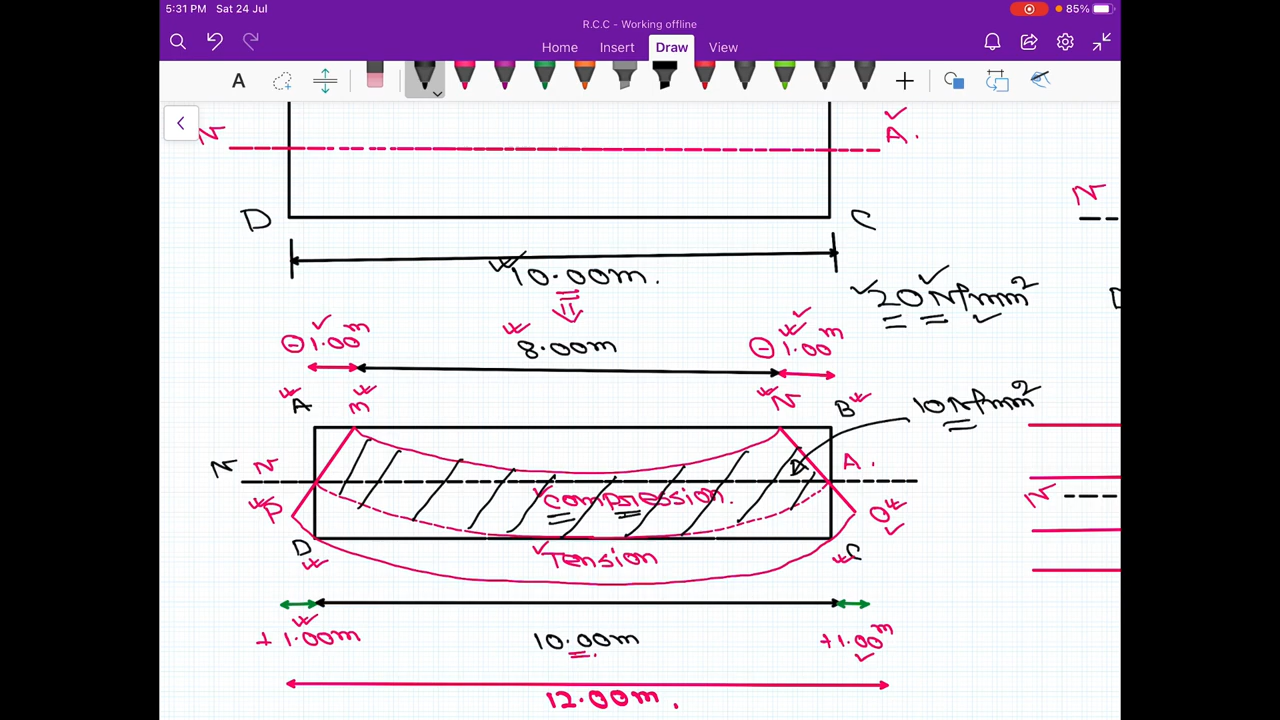 5:31 PM Sat 24 Jul
85%
R.C.C - Working offline
Home Insert Draw View
A
N A.
N
D C
10.00m.
20 N/mm²
⊖1.00m 8.00m ⊖1.00m
A m N B 10N/mm²
N N A.
N
Compression.
P O
D C
Tension
+1.00m 10.00m +1.00m
12.00m.